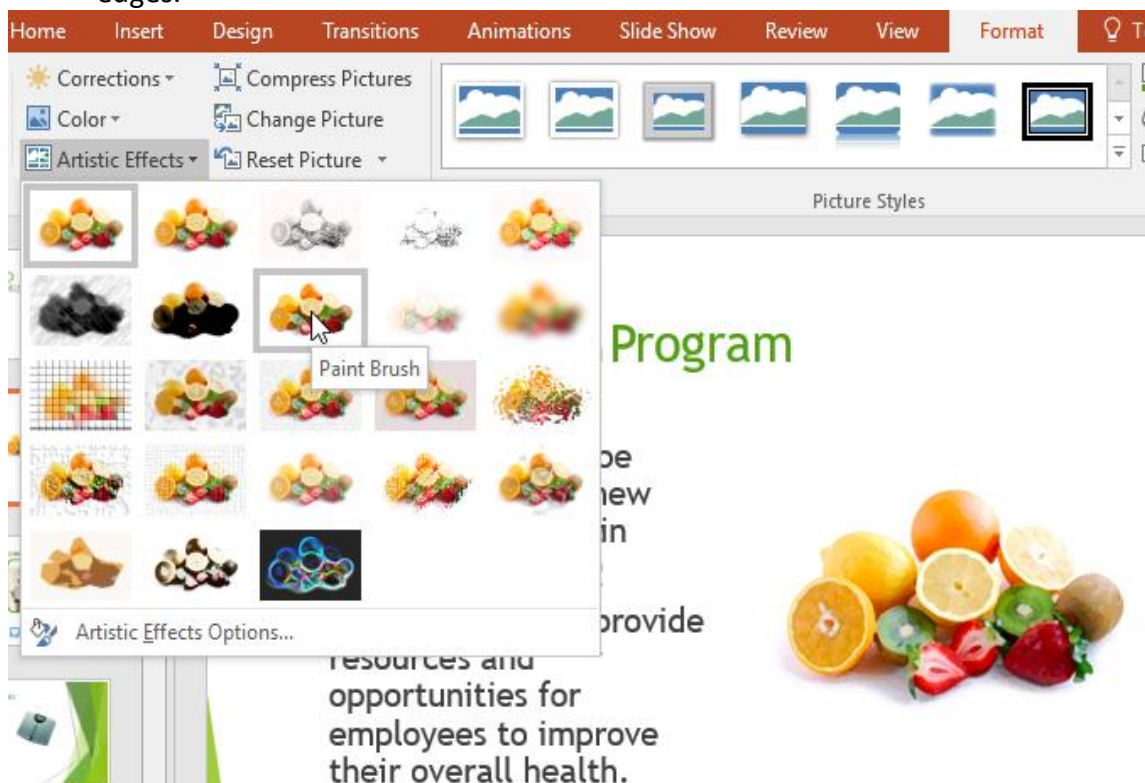 edges.
Home Insert Design Transitions Animations Slide Show Review View Format
Corrections Compress Pictures
Color Change Picture
Artistic Effects Reset Picture
Picture Styles
Paint Brush
Program
new
in
provide
Artistic Effects Options...
resources and
opportunities for
employees to improve
their overall health.